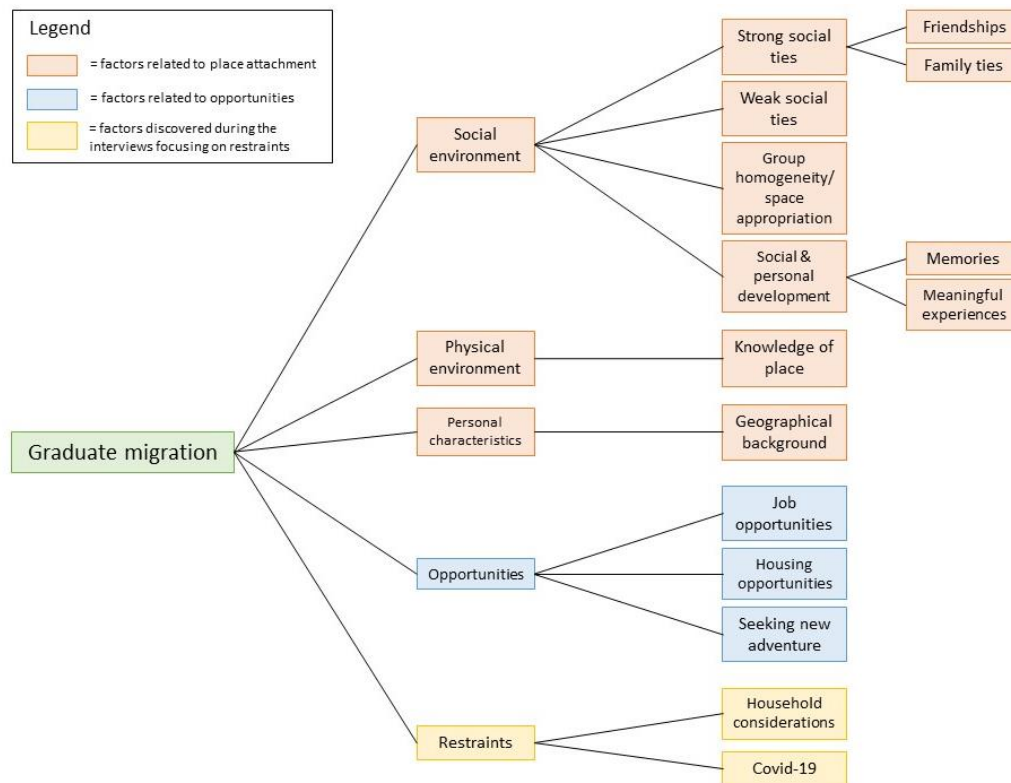 Legend
= factors related to place attachment
= factors related to opportunities
= factors discovered during the
interviews focusing on restraints
Graduate migration
Social
environment
Strong social
ties
Friendships
Family ties
Weak social
ties
Group
homogeneity/
space
appropriation
Social &
personal
development
Memories
Meaningful
experiences
Physical
environment
Knowledge of
place
Personal
characteristics
Geographical
background
Opportunities
Job
opportunities
Housing
opportunities
Seeking new
adventure
Restraints
Household
considerations
Covid-19